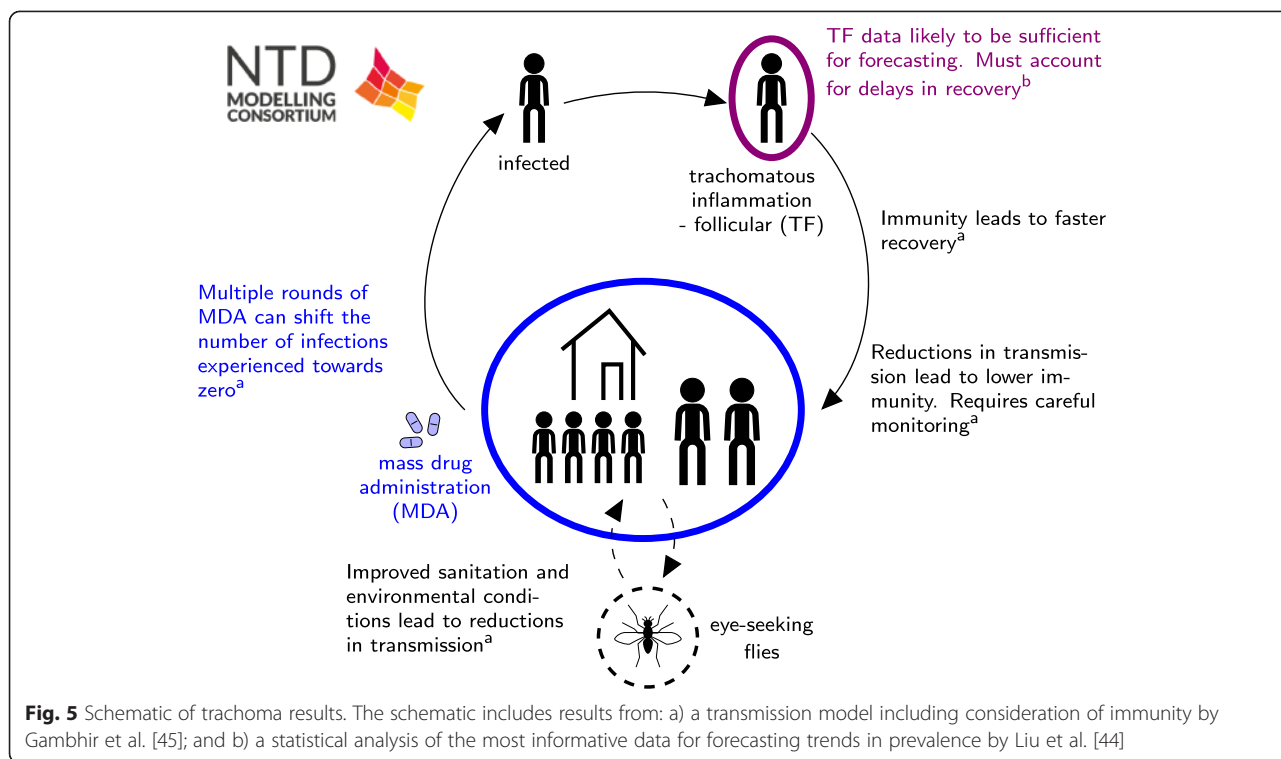 NTD
MODELLING
CONSORTIUM
infected
TF data likely to be sufficient
for forecasting. Must account
for delays in recovery^b
trachomatous
inflammation
- follicular (TF)
Immunity leads to faster
recovery^a
Multiple rounds of
MDA can shift the
number of infections
experienced towards
zero^a
Reductions in transmis-
sion lead to lower im-
munity. Requires careful
monitoring^a
mass drug
administration
(MDA)
Improved sanitation and
environmental condi-
tions lead to reductions
in transmission^a
eye-seeking
flies
Fig. 5 Schematic of trachoma results. The schematic includes results from: a) a transmission model including consideration of immunity by
Gambhir et al. [45]; and b) a statistical analysis of the most informative data for forecasting trends in prevalence by Liu et al. [44]